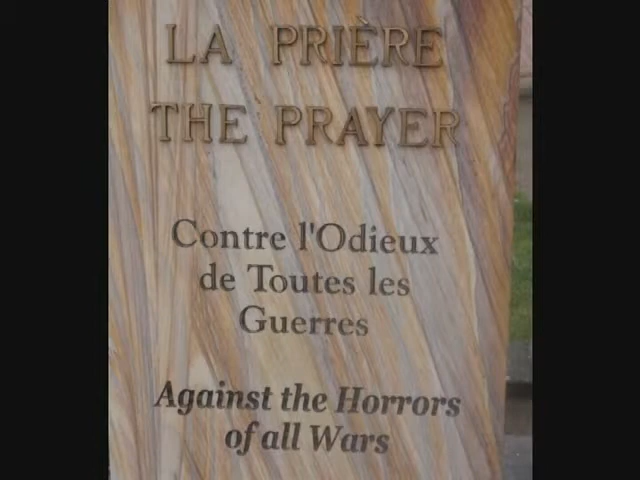 LA PRIÈRE
THE PRAYER
Contre l'Odieux
de Toutes les
Guerres
Against the Horrors
of all Wars